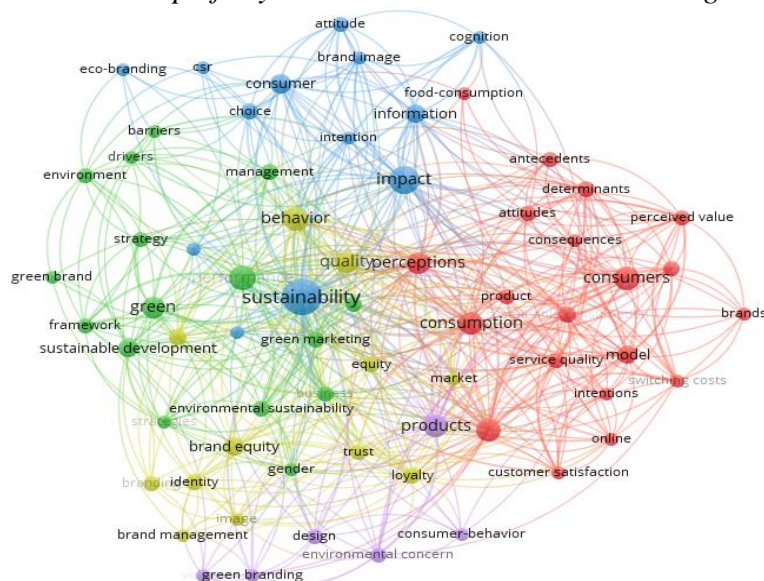 attitude
cognition
brand image
eco-branding
csr
consumer
food-consumption
choice
information
barriers
intention
drivers
antecedents
management
environment
impact
determinants
attitudes
behavior
perceived value
strategy
consequences
quality
perceptions
green brand
consumers
sustainability
product
green
brands
framework
consumption
green marketing
sustainable development
model
service quality
equity
market
switching costs
business
intentions
environmental sustainability
strategies
products
online
brand equity
trust
gender
loyalty
customer satisfaction
branding
identity
image
brand management
design
consumer-behavior
environmental concern
green branding